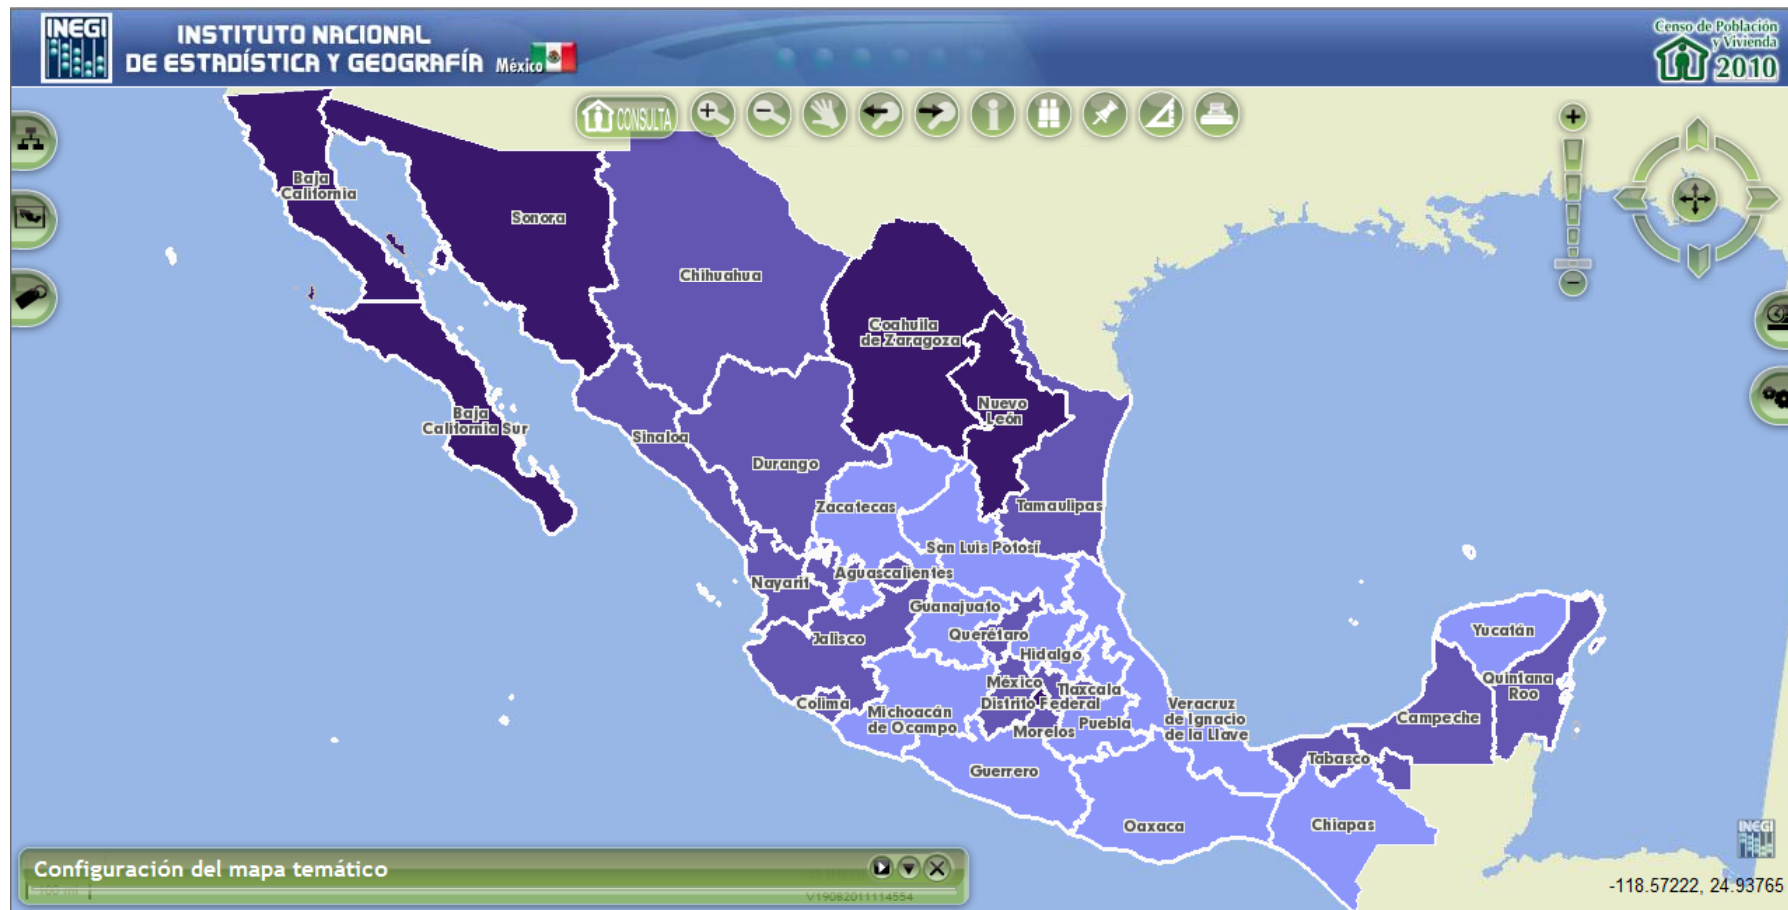 INEGI
INSTITUTO NACIONAL
DE ESTADÍSTICA Y GEOGRAFÍA México
Censo de Población
y Vivienda
2010
CONSULTA
Baja
California
Sonora
Chihuahua
Coahuila
de Zaragoza
Nuevo
León
Baja
California Sur
Sinaloa
Durango
Zacatecas
Tamaulipas
San Luis Potosí
Nayarit
Aguascalientes
Guanajuato
Jalisco
Querétaro
Hidalgo
Yucatán
México
Tlaxcala
Quintana
Roo
Colima
Distrito Federal
Michoacán
de Ocampo
Puebla
Veracruz
de Ignacio
de la Llave
Campeche
Morelos
Guerrero
Tabasco
Oaxaca
Chiapas
INEGI
Configuración del mapa temático
V19082011114554
-118.57222, 24.93765